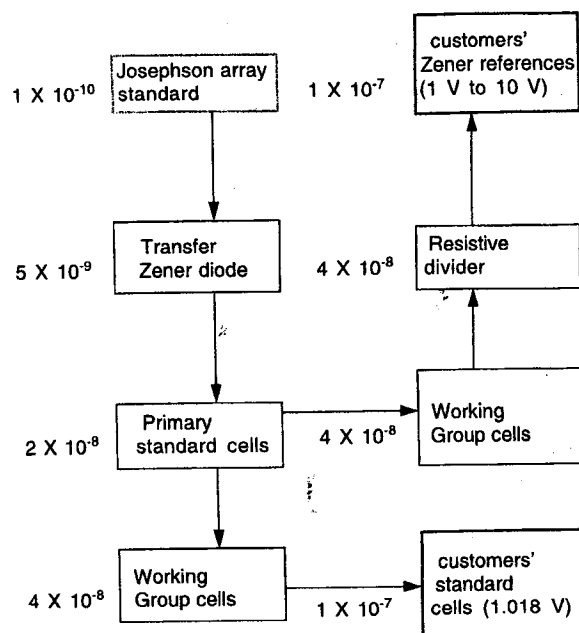 1 X 10⁻¹⁰
Josephson array
standard
1 X 10⁻⁷
customers'
Zener references
(1 V to 10 V)
5 X 10⁻⁹
Transfer
Zener diode
4 X 10⁻⁸
Resistive
divider
2 X 10⁻⁸
Primary
standard cells
4 X 10⁻⁸
Working
Group cells
4 X 10⁻⁸
Working
Group cells
1 X 10⁻⁷
customers'
standard
cells (1.018 V)